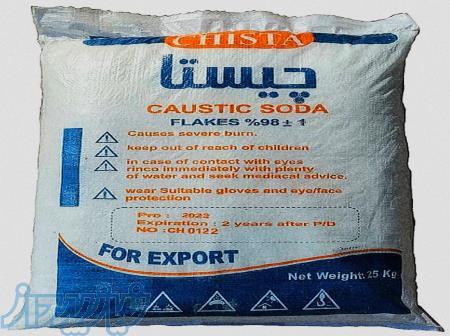 CHISTA
چیستا
CAUSTIC SODA
FLAKES %98 ± 1
Causes severe burn.
keep out of reach of children
in case of contact with eyes
rinco immediately with plenty
of water and seek mediacal advice.
wear Suitable gloves and eye/face
protection
Pro : 2022
Expiration : 2 years after P/D
NO : CH 0122
FOR EXPORT
Net Weight: 25 Kg